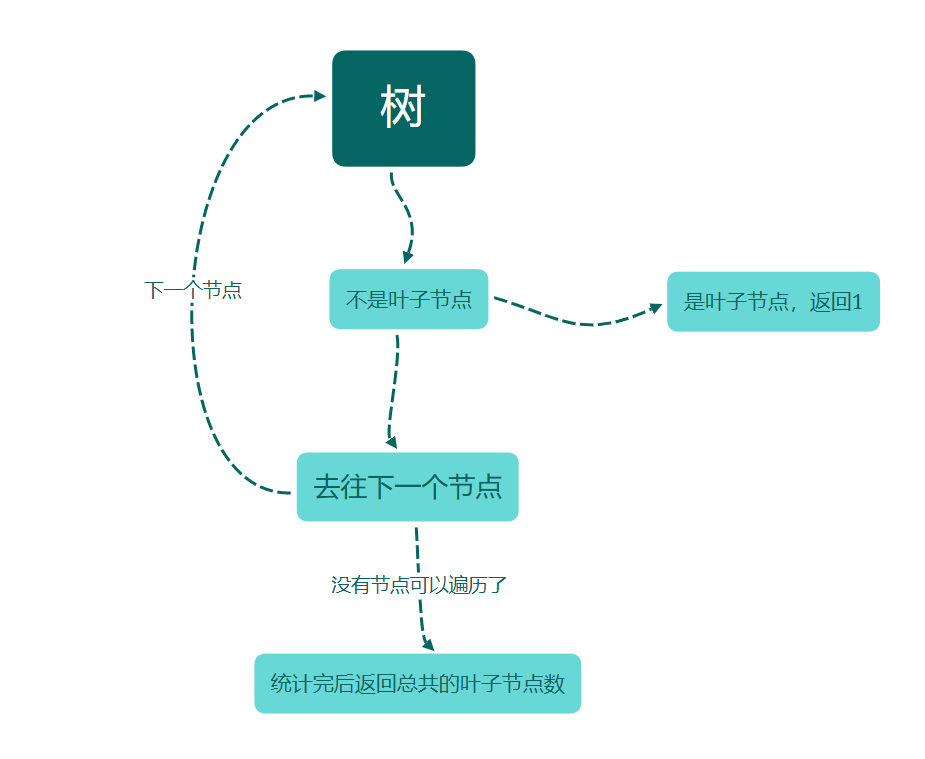 树
下一个节点
不是叶子节点
是叶子节点，返回1
去往下一个节点
没有节点可以遍历了
统计完后返回总共的叶子节点数